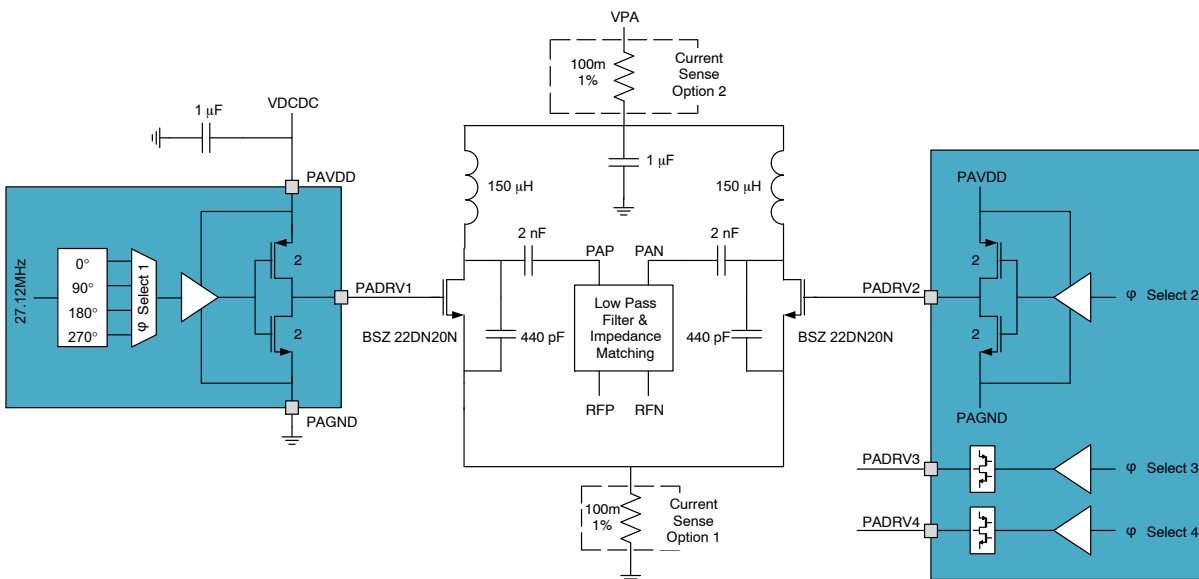 VPA
100m
1%
Current
Sense
Option 2
VDCDC
1 μF
PAVDD
150 μH
1 μF
150 μH
PAVDD
2 nF
PAP
PAN
2 nF
27.12MHz
0°
90°
180°
270°
φ Select 1
2
2
PADRV1
BSZ 22DN20N
440 pF
Low Pass
Filter &
Impedance
Matching
440 pF
BSZ 22DN20N
PADRV2
2
2
φ Select 2
RFP
RFN
PAGND
PAGND
PADRV3
φ Select 3
100m
1%
Current
Sense
Option 1
PADRV4
φ Select 4